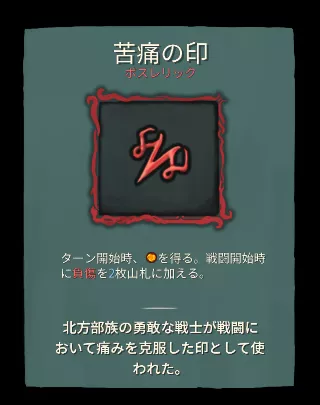 苦痛の印
ボスレリック
ターン開始時、を得る。戦闘開始時
に負傷を2枚山札に加える。
北方部族の勇敢な戦士が戦闘に
おいて痛みを克服した印として使
われた。